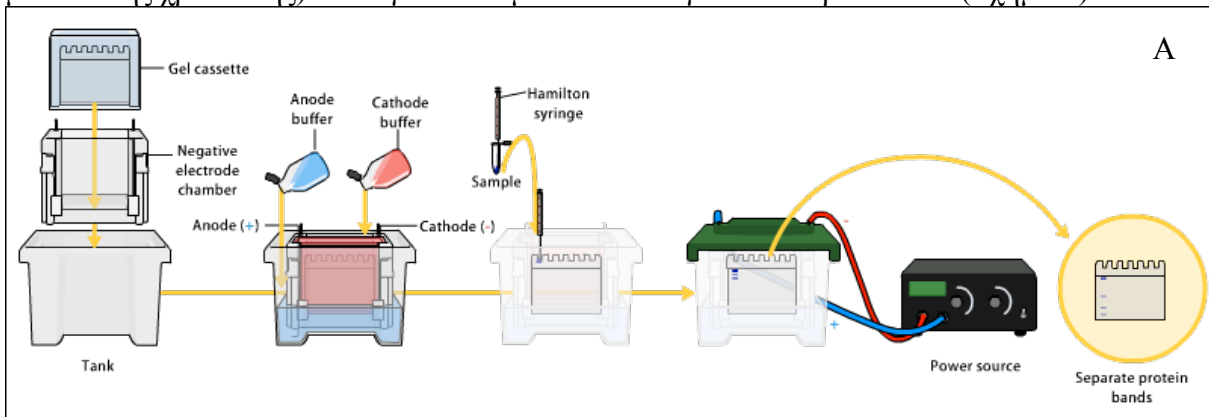 A
Gel cassette
Negative
electrode
chamber
Tank
Anode
buffer
Cathode
buffer
Anode (+)
Cathode (-)
Hamilton
syringe
Sample
-
+
Power source
Separate protein
bands